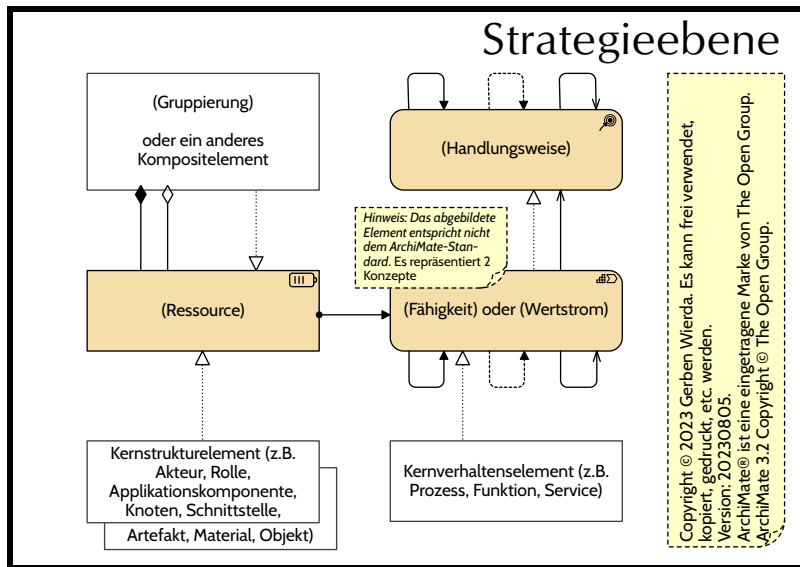 Strategieebene
(Gruppierung)
oder ein anderes
Kompositelement
(Handlungsweise)
Hinweis: Das abgebildete
Element entspricht nicht
dem ArchiMate-Stan-
dard. Es repräsentiert 2
Konzepte
(Ressource)
(Fähigkeit) oder (Wertstrom)
Kernstrukturelement (z.B.
Akteur, Rolle,
Applikationskomponente,
Knoten, Schnittstelle,
Artefakt, Material, Objekt)
Kernverhaltenselement (z.B.
Prozess, Funktion, Service)
Copyright © 2023 Gerben Wierda. Es kann frei verwendet,
kopiert, gedruckt, etc. werden.
Version: 20230805.
ArchiMate® ist eine eingetragene Marke von The Open Group.
ArchiMate 3.2 Copyright © The Open Group.